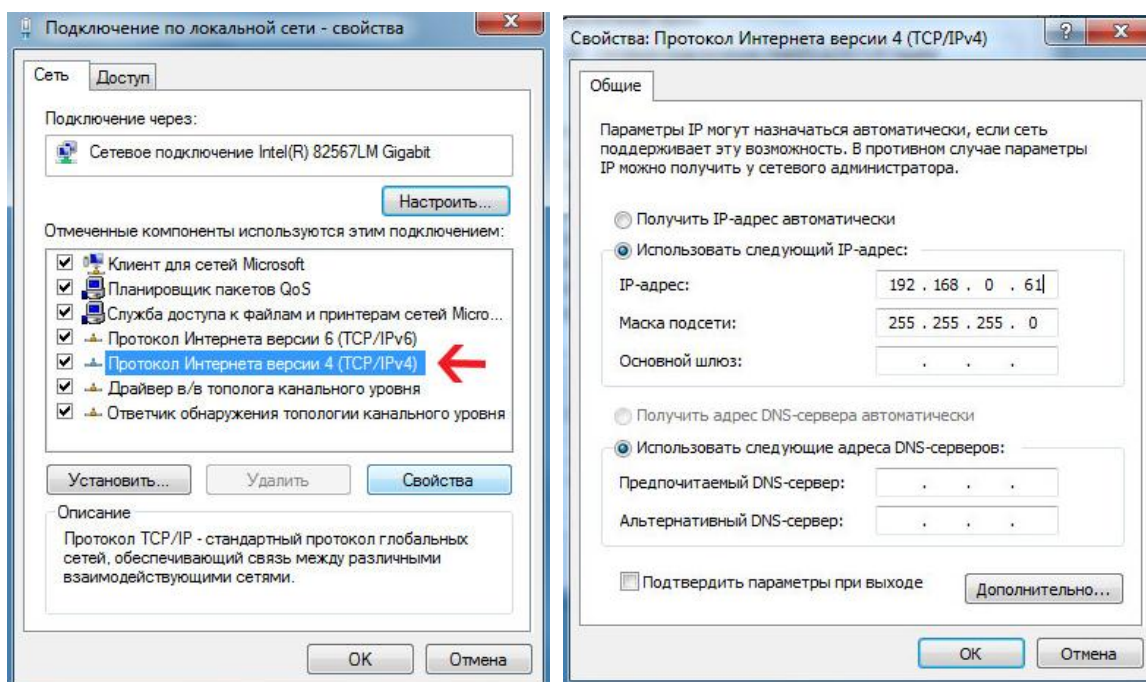 Подключение по локальной сети - свойства
Сеть
Доступ
Подключение через:
Сетевое подключение Intel(R) 82567LM Gigabit
Настроить...
Отмеченные компоненты используются этим подключением:
Клиент для сетей Microsoft
Планировщик пакетов QoS
Служба доступа к файлам и принтерам сетей Micro...
Протокол Интернета версии 6 (TCP/IPv6)
Протокол Интернета версии 4 (TCP/IPv4)
Драйвер в/в тополога канального уровня
Ответчик обнаружения топологии канального уровня
Установить...
Удалить
Свойства
Описание
Протокол TCP/IP - стандартный протокол глобальных
сетей, обеспечивающий связь между различными
взаимодействующими сетями.
OK
Отмена
Свойства: Протокол Интернета версии 4 (TCP/IPv4)
Общие
Параметры IP могут назначаться автоматически, если сеть
поддерживает эту возможность. В противном случае параметры
IP можно получить у сетевого администратора.
Получить IP-адрес автоматически
Использовать следующий IP-адрес:
IP-адрес: 192 . 168 . 0 . 61
Маска подсети: 255 . 255 . 255 . 0
Основной шлюз: . . .
Получить адрес DNS-сервера автоматически
Использовать следующие адреса DNS-серверов:
Предпочитаемый DNS-сервер: . . .
Альтернативный DNS-сервер: . . .
Подтвердить параметры при выходе
Дополнительно...
OK
Отмена